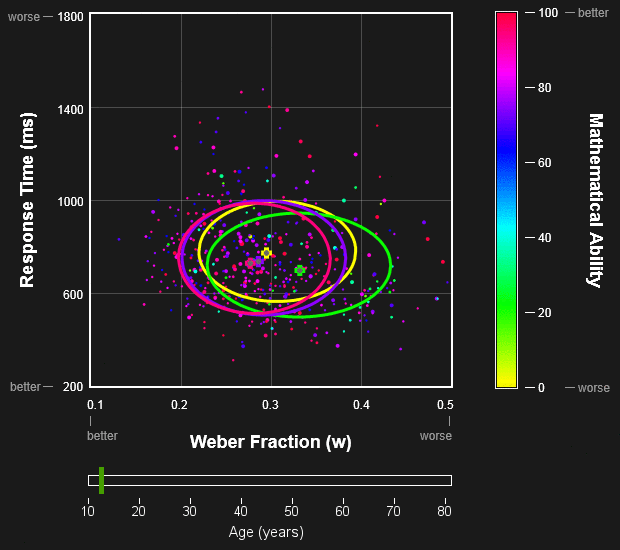 worse
1800
1400
1000
600
better
200
Response Time (ms)
0.1
0.2
0.3
0.4
0.5
better
worse
Weber Fraction (w)
100
better
80
60
40
20
0
worse
Mathematical Ability
10
20
30
40
50
60
70
80
Age (years)